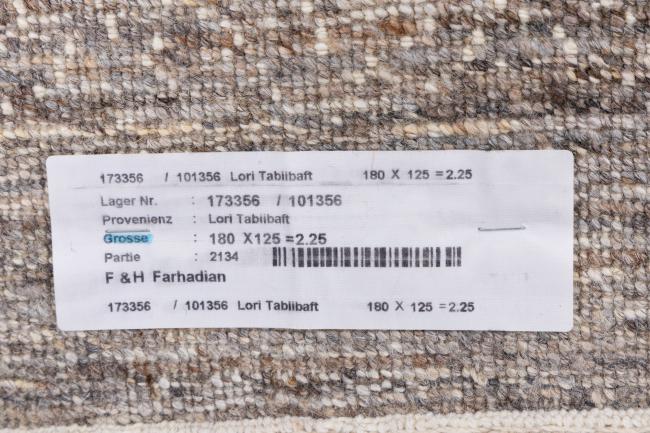 173356 / 101356 Lori Tabiibaft 180 X 125 = 2.25
Lager Nr. : 173356 / 101356
Provenienz : Lori Tabiibaft
Grosse : 180 X125 =2.25
Partie : 2134
F &H Farhadian
173356 / 101356 Lori Tabiibaft 180 X 125 = 2.25